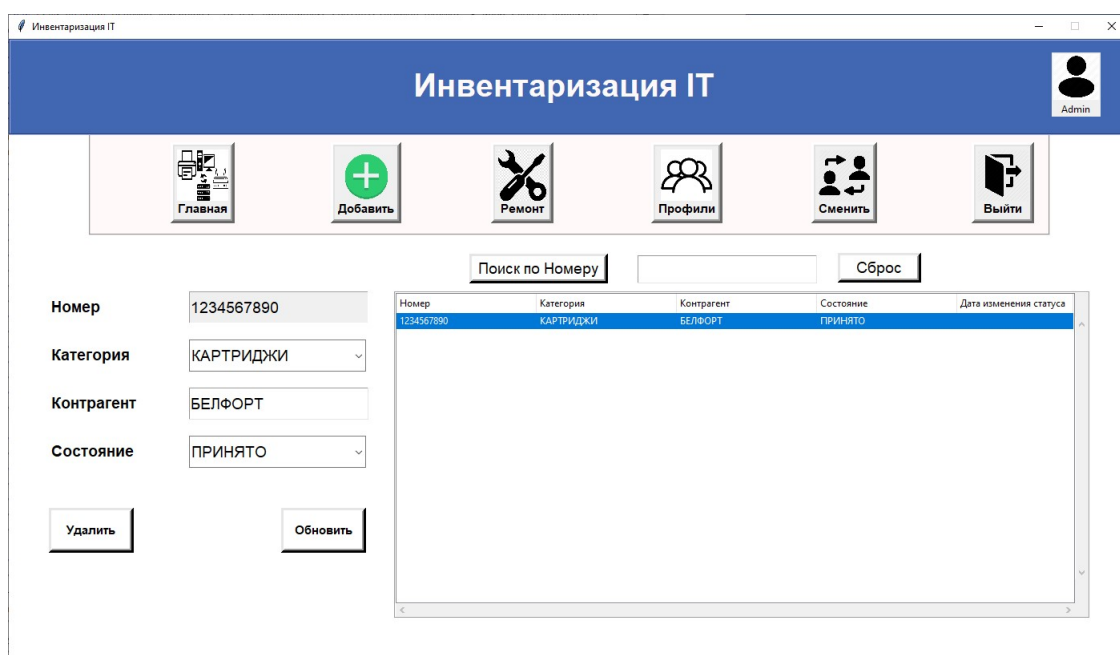 Инвентаризация IT
Инвентаризация IT
Admin
Главная Добавить Ремонт Профили Сменить Выйти
Поиск по Номеру Сброс
Номер 1234567890
Категория КАРТРИДЖИ
Контрагент БЕЛФОРТ
Состояние ПРИНЯТО
Удалить Обновить
Номер Категория Контрагент Состояние Дата изменения статуса
1234567890 КАРТРИДЖИ БЕЛФОРТ ПРИНЯТО